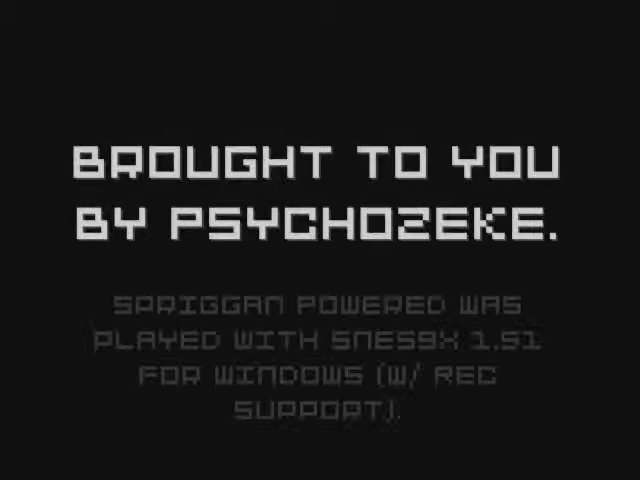 BROUGHT TO YOU
BY PSYCHOZEKE.
SPRIGGAN POWERED WAS
PLAYED WITH SNES9X 1.51
FOR WINDOWS (W/ REC
SUPPORT).